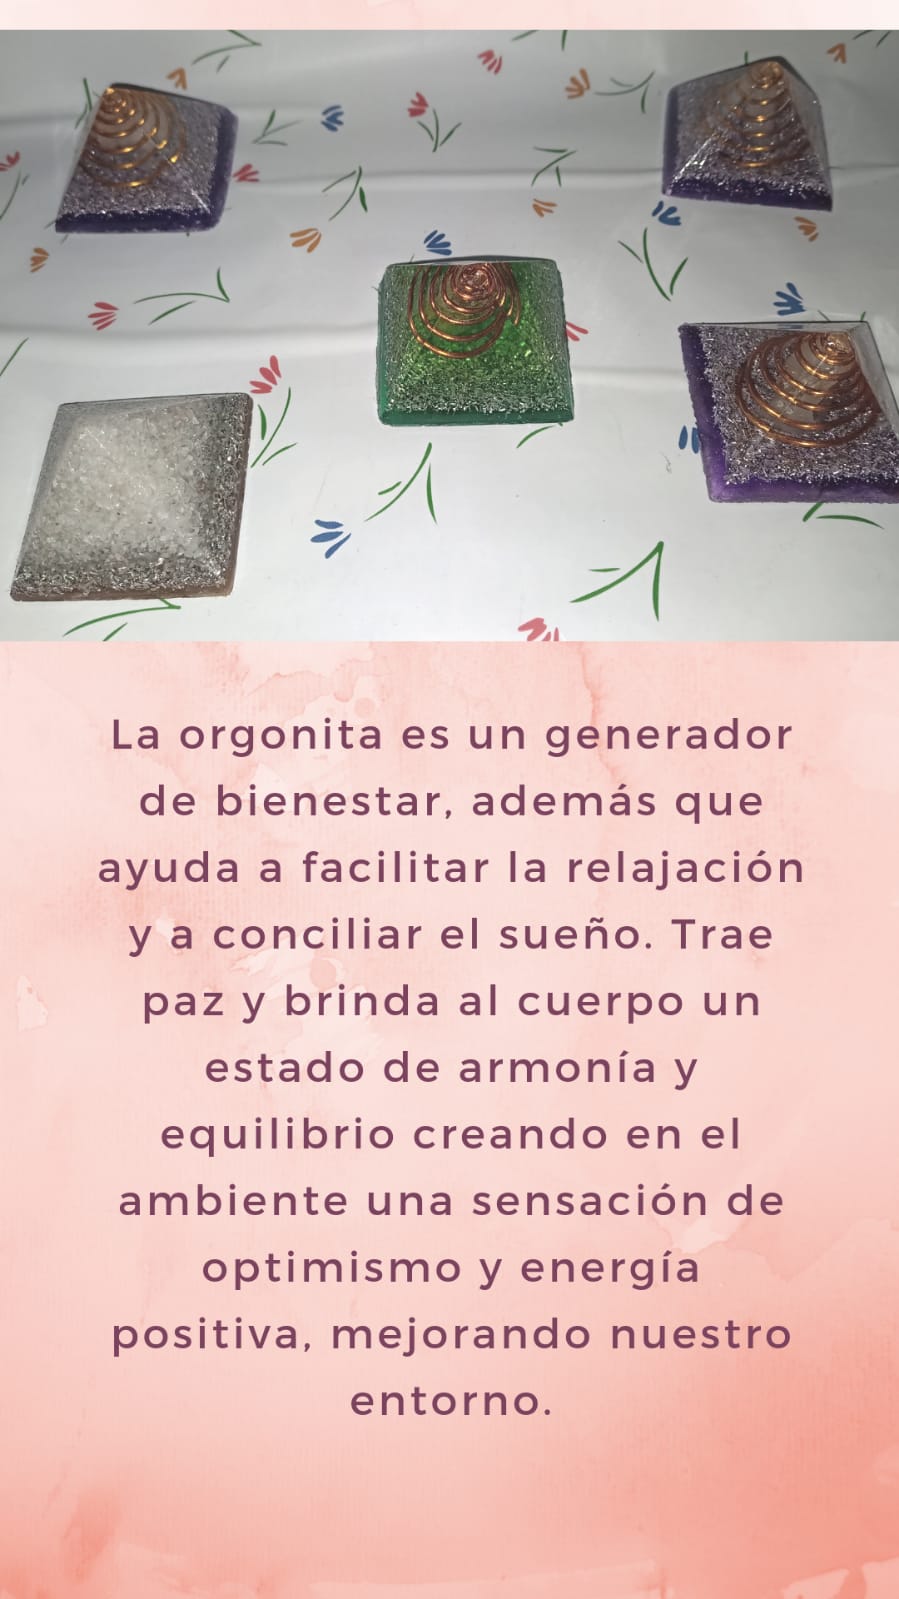 La orgonita es un generador
de bienestar, además que
ayuda a facilitar la relajación
y a conciliar el sueño. Trae
paz y brinda al cuerpo un
estado de armonía y
equilibrio creando en el
ambiente una sensación de
optimismo y energía
positiva, mejorando nuestro
entorno.